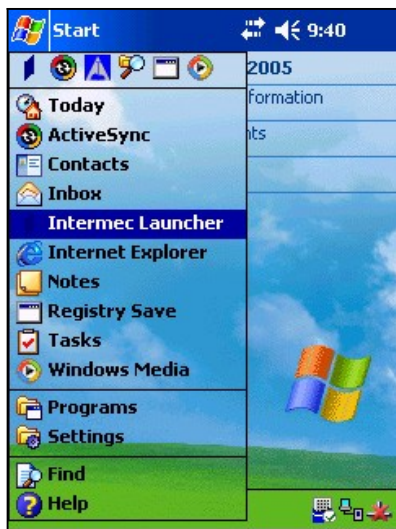 Start 9:40
2005
Today
formation
ActiveSync
nts
Contacts
Inbox
Intermec Launcher
Internet Explorer
Notes
Registry Save
Tasks
Windows Media
Programs
Settings
Find
Help